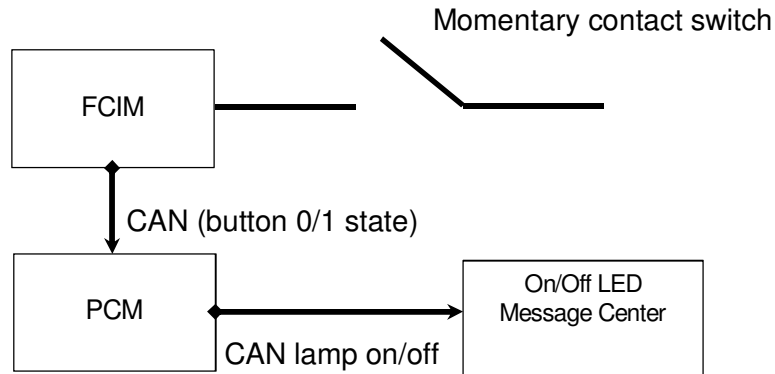 Momentary contact switch
FCIM
CAN (button 0/1 state)
PCM
On/Off LED
Message Center
CAN lamp on/off